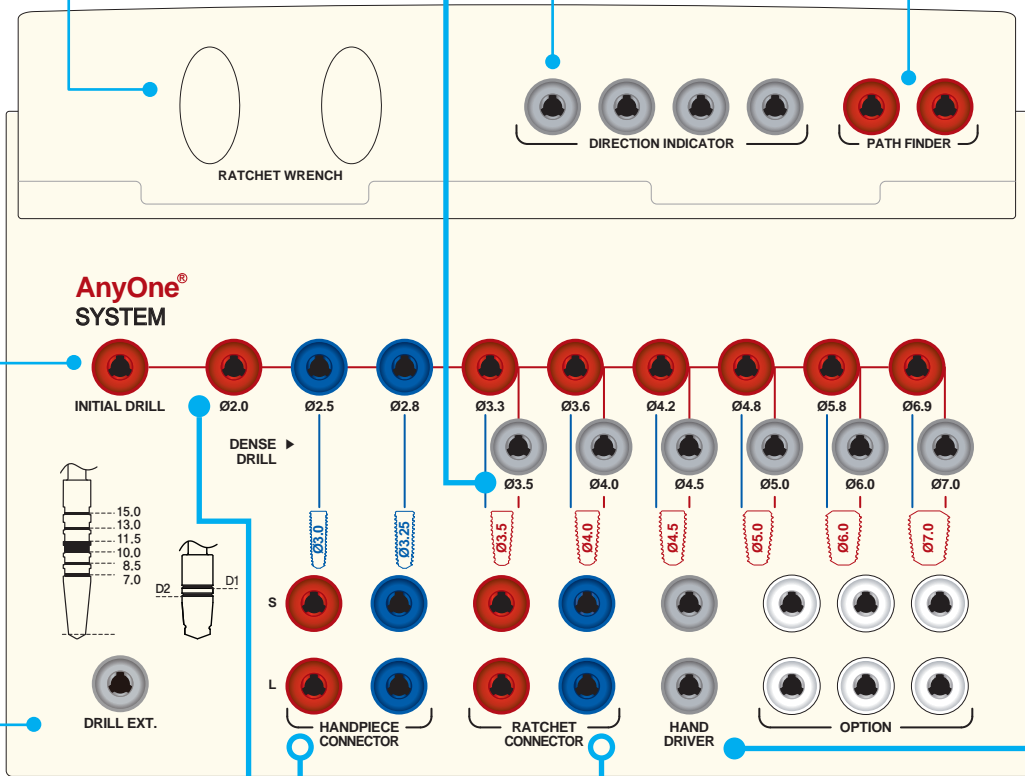 RATCHET WRENCH
DIRECTION INDICATOR
PATH FINDER
AnyOne®
SYSTEM
INITIAL DRILL
Ø2.0
Ø2.5
Ø2.8
Ø3.3
Ø3.6
Ø4.2
Ø4.8
Ø5.8
Ø6.9
DENSE ▶
DRILL
Ø3.5
Ø4.0
Ø4.5
Ø5.0
Ø6.0
Ø7.0
Ø3.0
Ø3.25
Ø3.5
Ø4.0
Ø4.5
Ø5.0
Ø6.0
Ø7.0
15.0
13.0
11.5
10.0
8.5
7.0
D2
D1
S
L
DRILL EXT.
HANDPIECE
CONNECTOR
RATCHET
CONNECTOR
HAND
DRIVER
OPTION